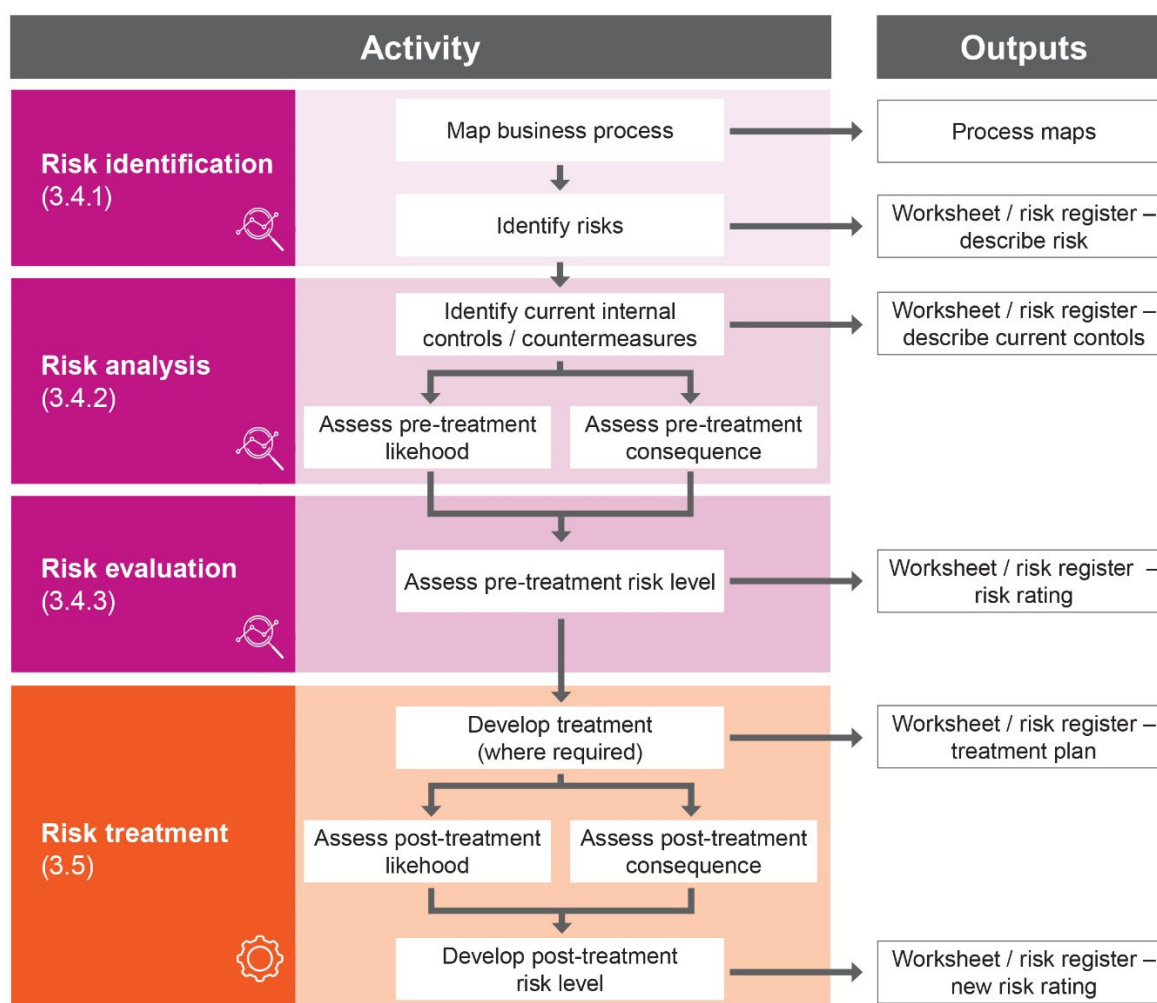 Activity
Outputs
Risk identification
(3.4.1)
Map business process
Process maps
Identify risks
Worksheet / risk register –
describe risk
Risk analysis
(3.4.2)
Identify current internal
controls / countermeasures
Worksheet / risk register –
describe current contols
Assess pre-treatment
likehood
Assess pre-treatment
consequence
Risk evaluation
(3.4.3)
Assess pre-treatment risk level
Worksheet / risk register –
risk rating
Risk treatment
(3.5)
Develop treatment
(where required)
Worksheet / risk register –
treatment plan
Assess post-treatment
likehood
Assess post-treatment
consequence
Develop post-treatment
risk level
Worksheet / risk register –
new risk rating